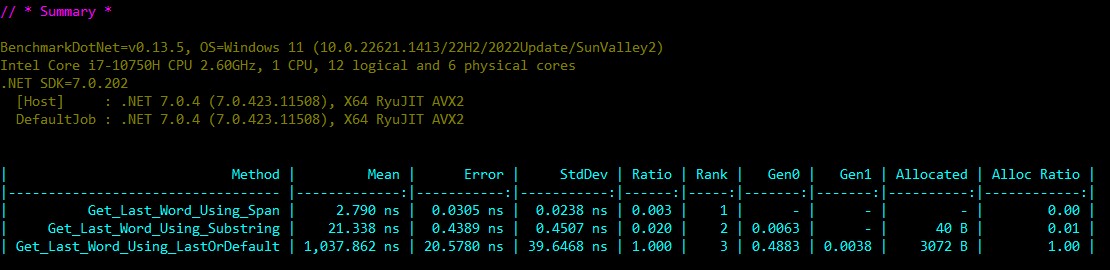 // * Summary *
BenchmarkDotNet=v0.13.5, OS=Windows 11 (10.0.22621.1413/22H2/2022Update/SunValley2)
Intel Core i7-10750H CPU 2.60GHz, 1 CPU, 12 logical and 6 physical cores
.NET SDK=7.0.202
  [Host]     : .NET 7.0.4 (7.0.423.11508), X64 RyuJIT AVX2
  DefaultJob : .NET 7.0.4 (7.0.423.11508), X64 RyuJIT AVX2
|                            Method |         Mean |      Error |     StdDev | Ratio | Rank |   Gen0 |   Gen1 | Allocated | Alloc Ratio |
|---------------------------------- |-------------:|-----------:|-----------:|------:|-----:|-------:|-------:|----------:|------------:|
|          Get_Last_Word_Using_Span |     2.790 ns |  0.0305 ns |  0.0238 ns | 0.003 |    1 |      - |      - |         - |        0.00 |
|     Get_Last_Word_Using_Substring |    21.338 ns |  0.4389 ns |  0.4507 ns | 0.020 |    2 | 0.0063 |      - |      40 B |        0.01 |
| Get_Last_Word_Using_LastOrDefault | 1,037.862 ns | 20.5780 ns | 39.6468 ns | 1.000 |    3 | 0.4883 | 0.0038 |    3072 B |        1.00 |